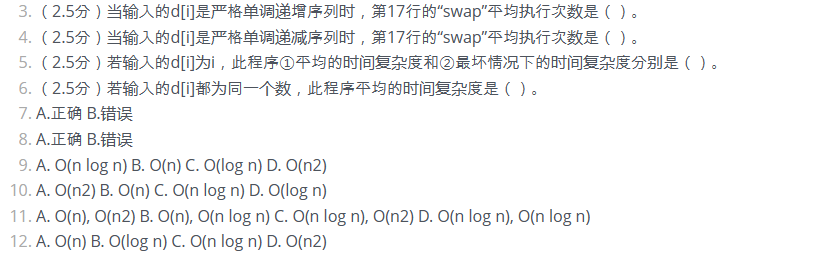 3. （2.5分）当输入的d[i]是严格单调递增序列时，第17行的“swap”平均执行次数是（ ）。
4. （2.5分）当输入的d[i]是严格单调递减序列时，第17行的“swap”平均执行次数是（ ）。
5. （2.5分）若输入的d[i]为i，此程序①平均的时间复杂度和②最坏情况下的时间复杂度分别是（ ）。
6. （2.5分）若输入的d[i]都为同一个数，此程序平均的时间复杂度是（ ）。
7. A.正确 B.错误
8. A.正确 B.错误
9. A. O(n log n) B. O(n) C. O(log n) D. O(n2)
10. A. O(n2) B. O(n) C. O(n log n) D. O(log n)
11. A. O(n), O(n2) B. O(n), O(n log n) C. O(n log n), O(n2) D. O(n log n), O(n log n)
12. A. O(n) B. O(log n) C. O(n log n) D. O(n2)